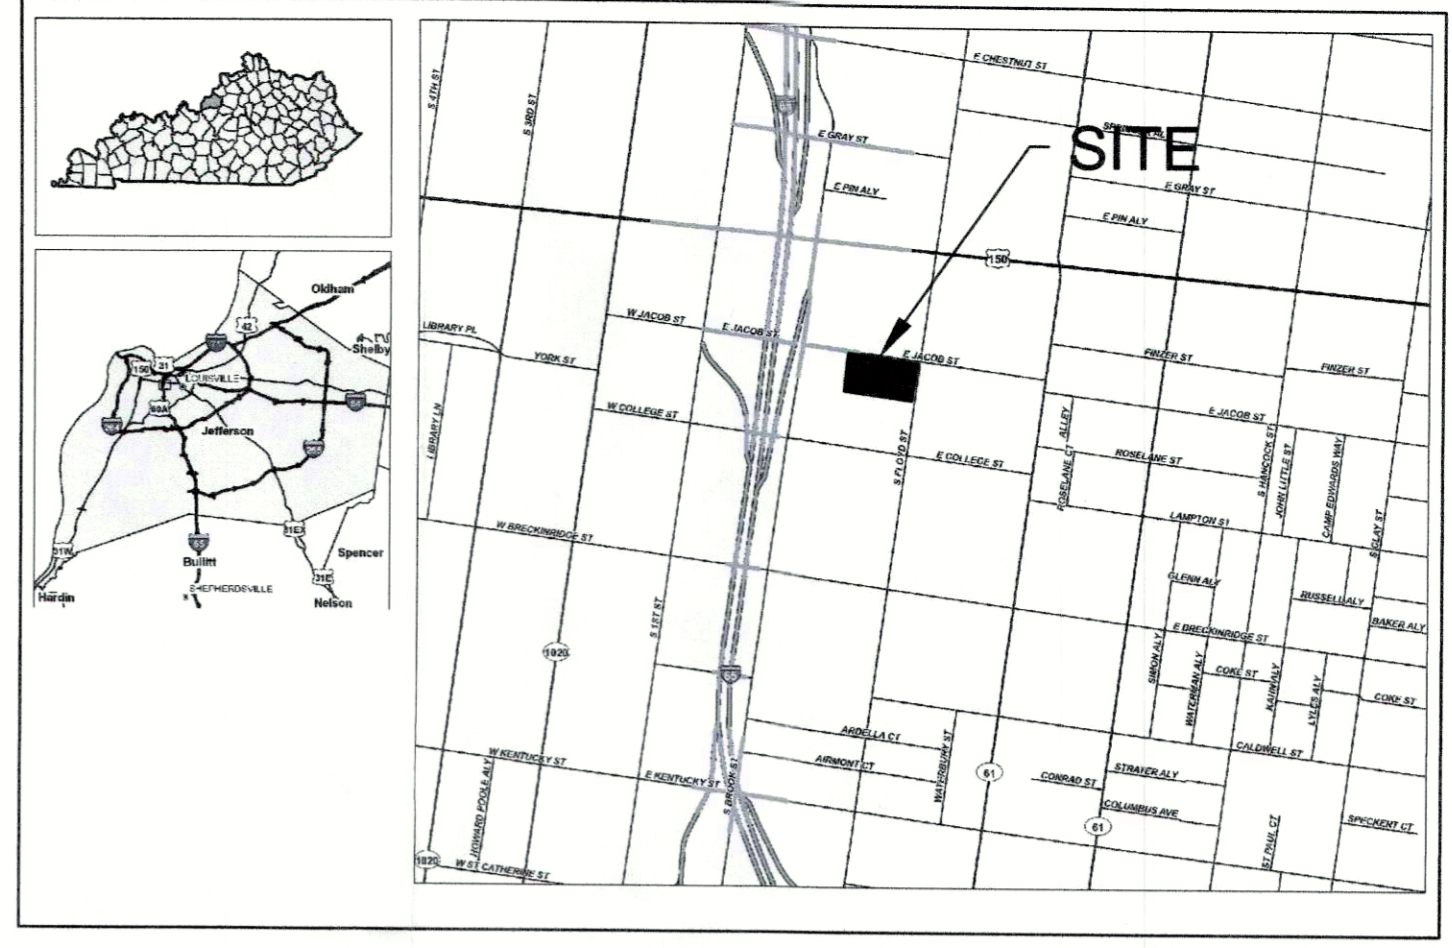 Oldham
42
Shelby
150
31
LOUISVILLE
60A
64
Jefferson
31W
31EX
65
Bullitt
Spencer
31E
SHEPHERDSVILLE
Hardin
Nelson
S 4TH ST
S 3RD ST
E CHESTNUT ST
E GRAY ST
SITE
E PIN ALY
E GRAY ST
E PIN ALY
150
W JACOB ST
E JACOB ST
LIBRARY PL
YORK ST
E JACOB ST
FINZER ST
FINZER ST
LIBRARY LN
W COLLEGE ST
S FLOYD ST
E COLLEGE ST
ROSELANE CT
ALLEY
E JACOB ST
ROSELANE ST
S HANCOCK ST
JOHN LITTLE ST
CAMP EDWARDS WAY
S CLAY ST
LAMPTON ST
W BRECKINRIDGE ST
GLENN ALY
RUSSELL ALY
BAKER ALY
S 1ST ST
E BRECKINRIDGE ST
1020
65
SIMON ALY
WATERMAN ALY
COKE ST
KAHN ALY
LYLES ALY
COKE ST
ARDELLA CT
CALDWELL ST
W KENTUCKY ST
AIRMONT CT
WATERBURY ST
61
CONRAD ST
STRAYER ALY
E KENTUCKY ST
S BROOK ST
COLUMBUS AVE
HOWARD POOLE ALY
61
ST PAUL CT
SPECKERT CT
1020
W ST CATHERINE ST